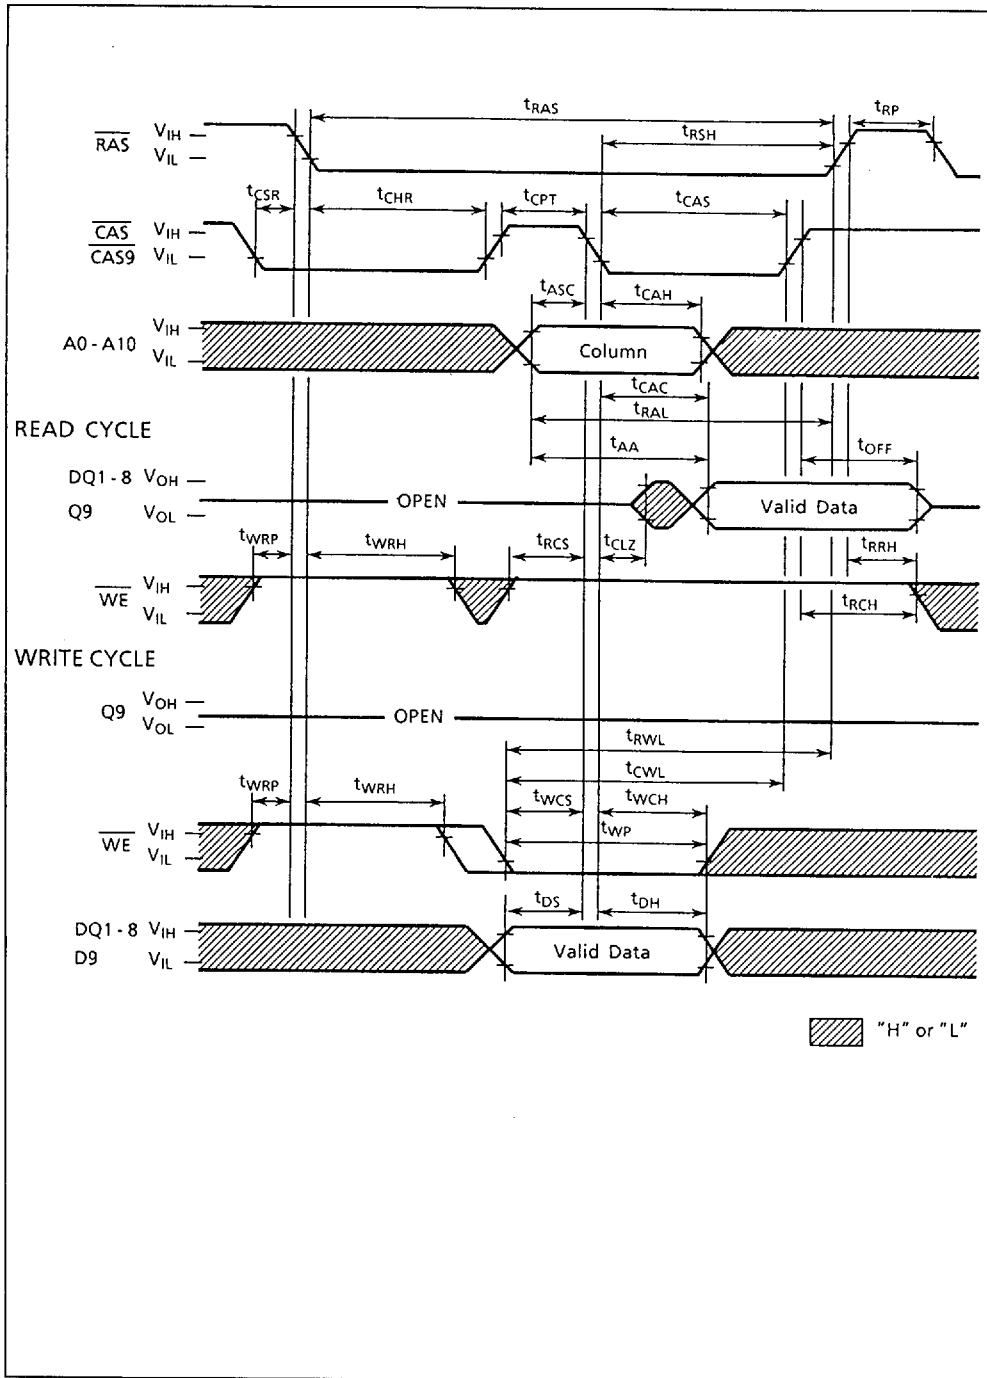 tRAS
tRP
RAS VIH
VIL
tRSH
tCSR tCHR tCPT tCAS
CAS VIH
CAS9 VIL
tASC tCAH
A0 - A10 VIH
VIL
Column
tCAC
tRAL
READ CYCLE
tAA tOFF
DQ1 - 8 VOH
Q9 VOL
OPEN
Valid Data
tWRP tWRH tRCS tCLZ tRRH
WE VIH
VIL
tRCH
WRITE CYCLE
Q9 VOH
VOL
OPEN
tRWL
tCWL
tWRP tWRH tWCS tWCH
WE VIH
VIL
tWP
tDS tDH
DQ1 - 8 VIH
D9 VIL
Valid Data
"H" or "L"